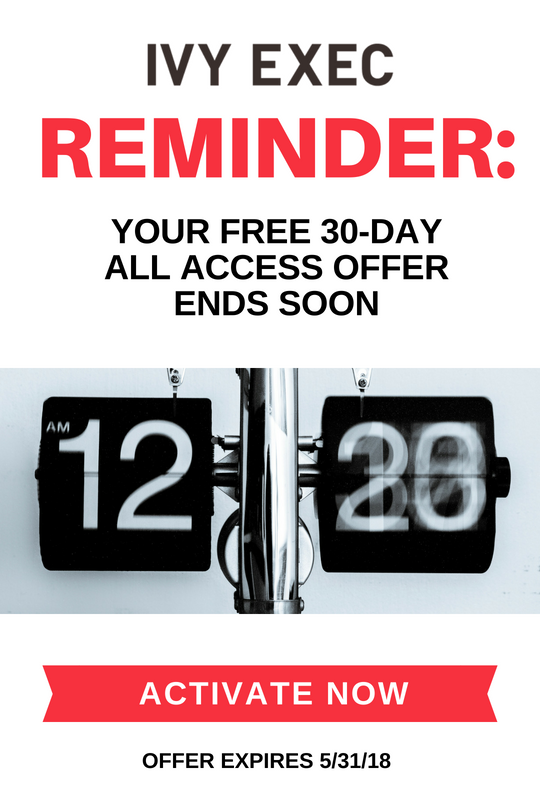 IVY EXEC
REMINDER:
YOUR FREE 30-DAY
ALL ACCESS OFFER
ENDS SOON
AM
12
ACTIVATE NOW
OFFER EXPIRES 5/31/18